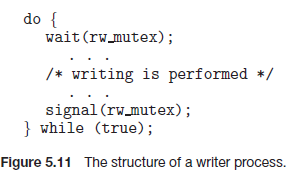 do {
wait(rw_mutex);
. . .
/* writing is performed */
. . .
signal(rw_mutex);
} while (true);
Figure 5.11 The structure of a writer process.